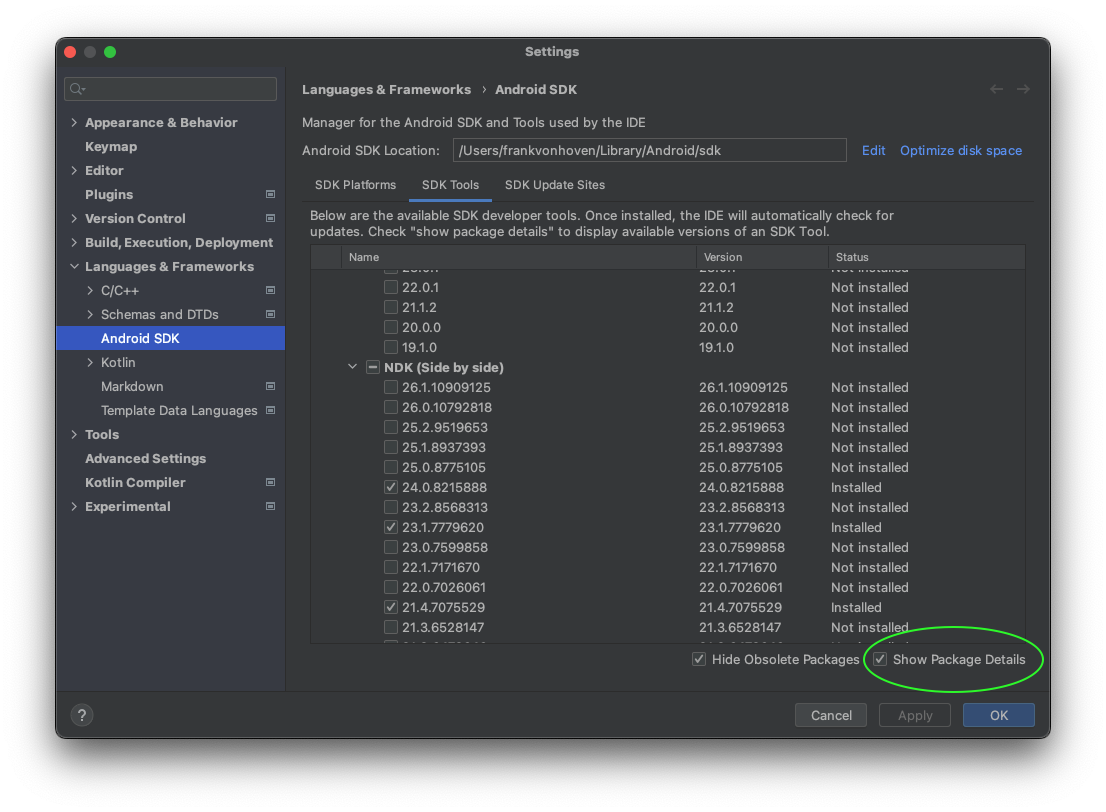 Settings
Languages & Frameworks › Android SDK
Manager for the Android SDK and Tools used by the IDE
Android SDK Location: /Users/frankvonhoven/Library/Android/sdk Edit Optimize disk space
Appearance & Behavior
Keymap
Editor
Plugins
Version Control
Build, Execution, Deployment
Languages & Frameworks
C/C++
Schemas and DTDs
Android SDK
Kotlin
Markdown
Template Data Languages
Tools
Advanced Settings
Kotlin Compiler
Experimental
SDK Platforms SDK Tools SDK Update Sites
Below are the available SDK developer tools. Once installed, the IDE will automatically check for
updates. Check "show package details" to display available versions of an SDK Tool.
Name Version Status
22.0.1 22.0.1 Not installed
21.1.2 21.1.2 Not installed
20.0.0 20.0.0 Not installed
19.1.0 19.1.0 Not installed
NDK (Side by side)
26.1.10909125 26.1.10909125 Not installed
26.0.10792818 26.0.10792818 Not installed
25.2.9519653 25.2.9519653 Not installed
25.1.8937393 25.1.8937393 Not installed
25.0.8775105 25.0.8775105 Not installed
24.0.8215888 24.0.8215888 Installed
23.2.8568313 23.2.8568313 Not installed
23.1.7779620 23.1.7779620 Installed
23.0.7599858 23.0.7599858 Not installed
22.1.7171670 22.1.7171670 Not installed
22.0.7026061 22.0.7026061 Not installed
21.4.7075529 21.4.7075529 Installed
21.3.6528147 21.3.6528147 Not installed
Hide Obsolete Packages Show Package Details
? Cancel Apply OK